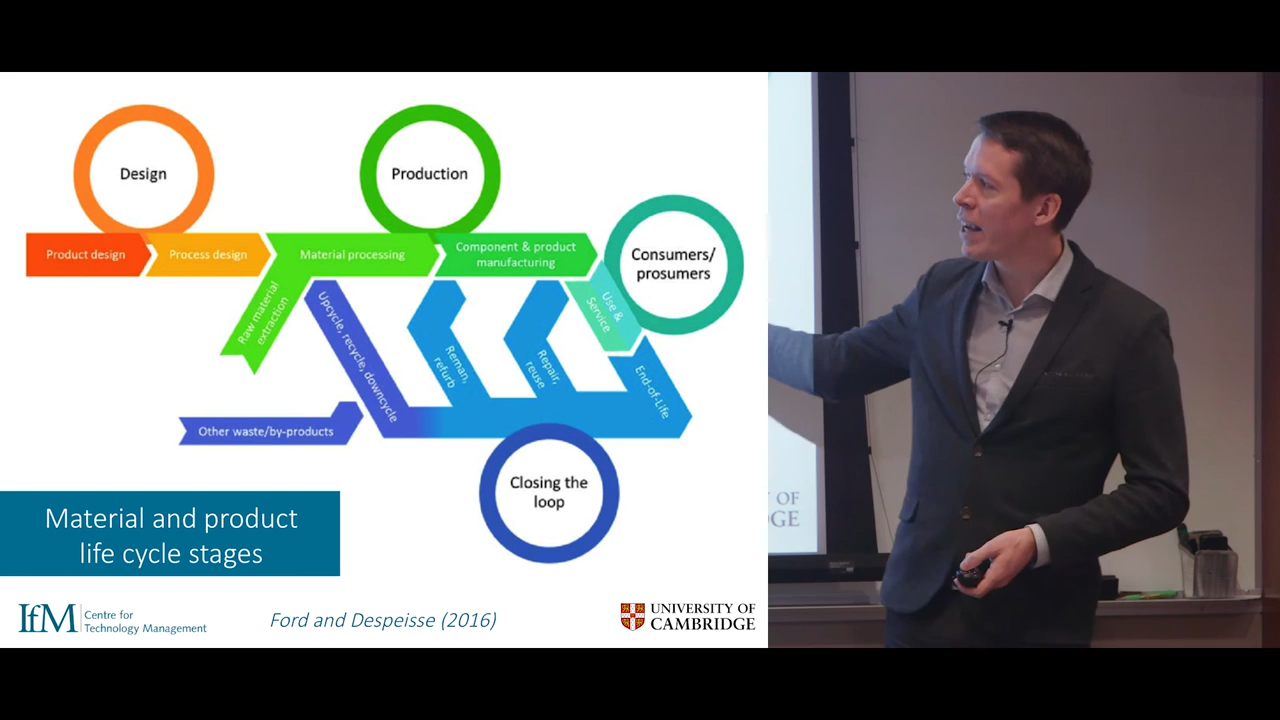 Design
Production
Consumers/
prosumers
Product design
Process design
Material processing
Component & product
manufacturing
Raw material
extraction
Upcycle, recycle, downcycle
Reman,
refurb
Repair,
reuse
Use &
Service
End-of-Life
Other waste/by-products
Closing the
loop
Material and product
life cycle stages
IfM
Centre for
Technology Management
Ford and Despeisse (2016)
UNIVERSITY OF
CAMBRIDGE
Y OF
DGE